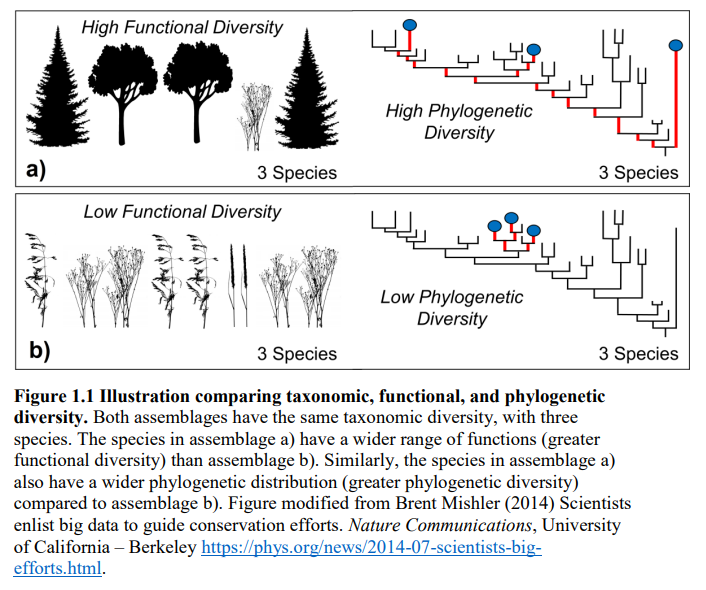 High Functional Diversity
a)
3 Species
High Phylogenetic
Diversity
3 Species
Low Functional Diversity
b)
3 Species
Low Phylogenetic
Diversity
3 Species
Figure 1.1 Illustration comparing taxonomic, functional, and phylogenetic
diversity. Both assemblages have the same taxonomic diversity, with three
species. The species in assemblage a) have a wider range of functions (greater
functional diversity) than assemblage b). Similarly, the species in assemblage a)
also have a wider phylogenetic distribution (greater phylogenetic diversity)
compared to assemblage b). Figure modified from Brent Mishler (2014) Scientists
enlist big data to guide conservation efforts. Nature Communications, University
of California – Berkeley https://phys.org/news/2014-07-scientists-big-
efforts.html.